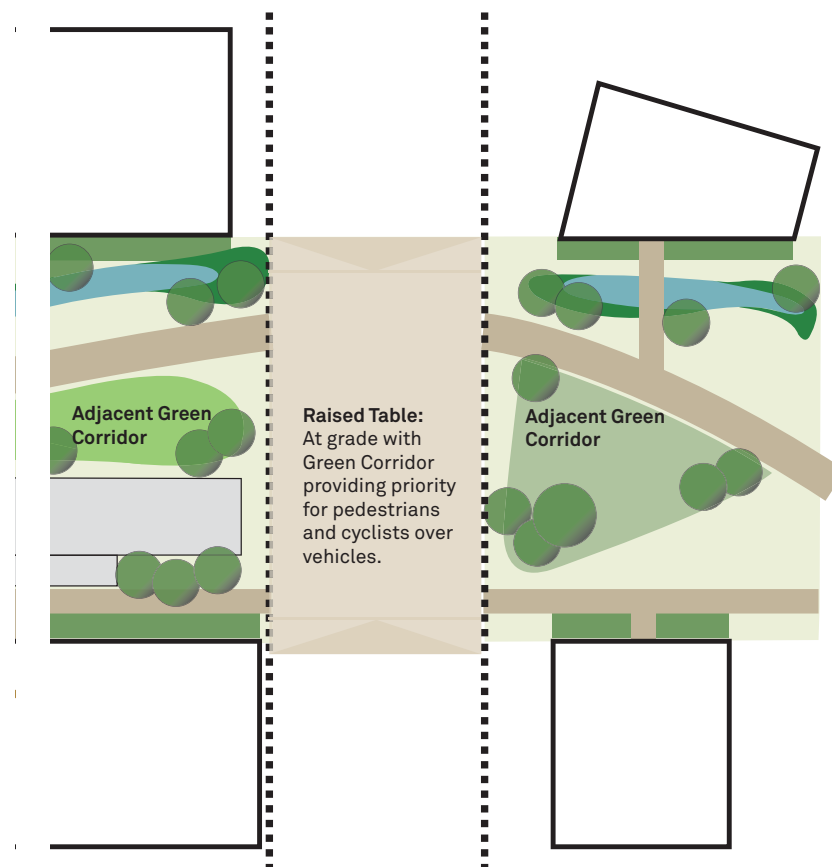 Adjacent Green
Corridor
Raised Table:
At grade with
Green Corridor
providing priority
for pedestrians
and cyclists over
vehicles.
Adjacent Green
Corridor